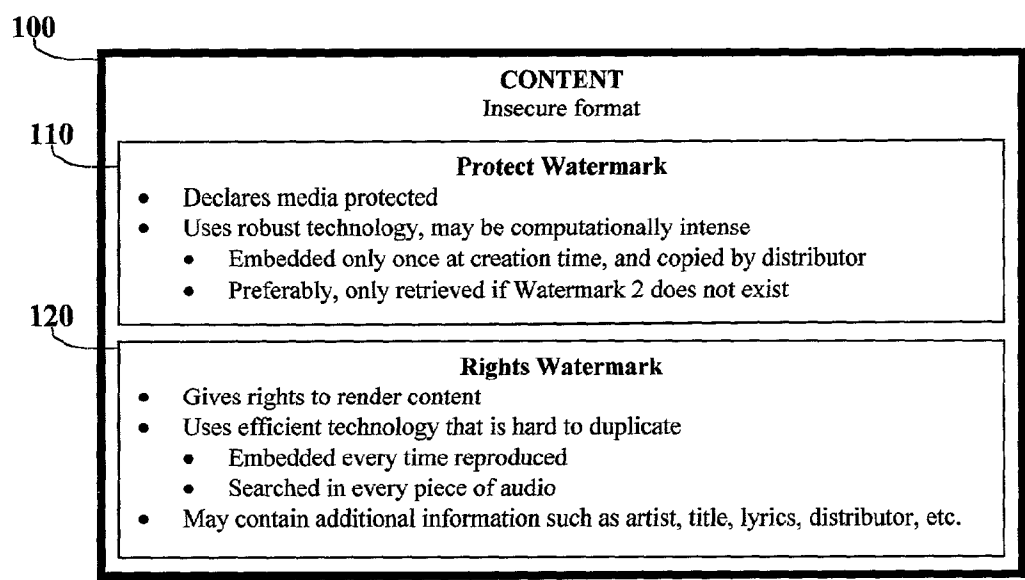 100
CONTENT
Insecure format
110
Protect Watermark
• Declares media protected
• Uses robust technology, may be computationally intense
• Embedded only once at creation time, and copied by distributor
• Preferably, only retrieved if Watermark 2 does not exist
120
Rights Watermark
• Gives rights to render content
• Uses efficient technology that is hard to duplicate
• Embedded every time reproduced
• Searched in every piece of audio
• May contain additional information such as artist, title, lyrics, distributor, etc.